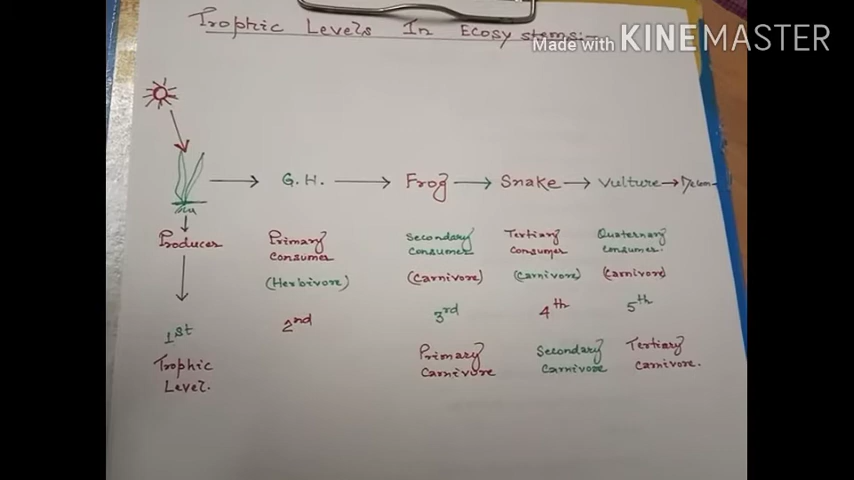 Trophic Levels In Ecosystems:-
Made with KINEMASTER
G.H. Frog Snake Vulture Decom-
Producer
Primary consumer
(Herbivore)
Secondary consumer
(Carnivore)
Tertiary consumer
(Carnivore)
Quaternary consumer.
(Carnivore)
1st
2nd
3rd
4th
5th
Trophic
Level.
Primary
Carnivore
Secondary
Carnivore
Tertiary
Carnivore.